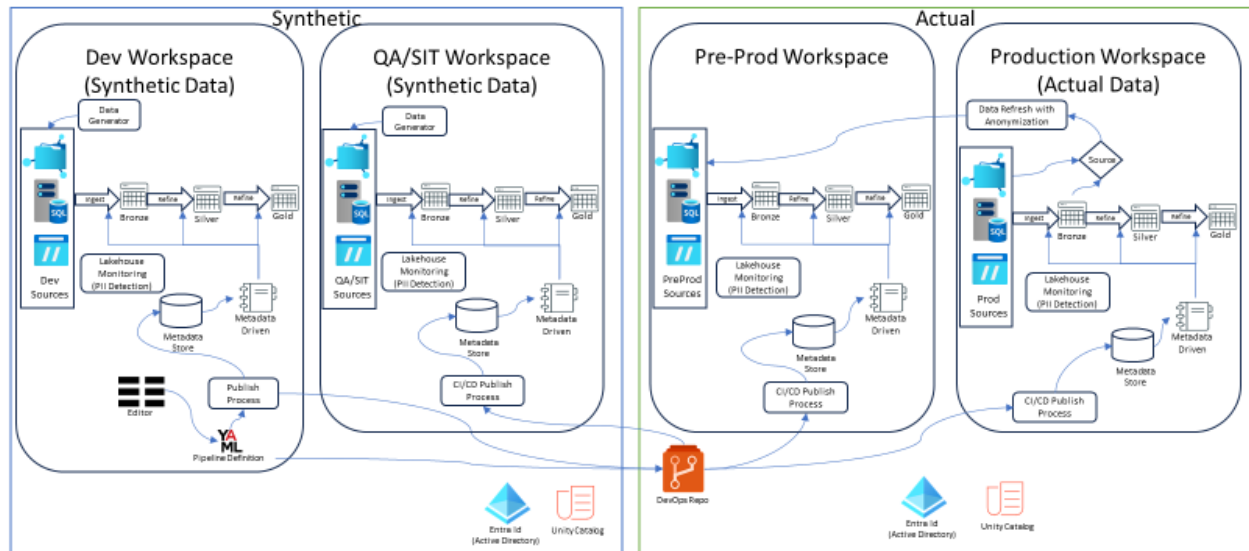 Synthetic
Dev Workspace
(Synthetic Data)
Data
Generator
SQL
Ingest
Refine
Refine
Bronze
Silver
Gold
Lakehouse
Monitoring
(PII Detection)
Dev
Sources
Metadata
Store
Metadata
Driven
Editor
Publish
Process
YAML
Pipeline Definition
QA/SIT Workspace
(Synthetic Data)
Data
Generator
SQL
Ingest
Refine
Refine
Bronze
Silver
Gold
Lakehouse
Monitoring
(PII Detection)
QA/SIT
Sources
Metadata
Store
Metadata
Driven
CI/CD Publish
Process
Entra Id
(Active Directory)
Unity Catalog
DevOps Repo
Actual
Pre-Prod Workspace
SQL
Ingest
Refine
Refine
Bronze
Silver
Gold
Lakehouse
Monitoring
(PII Detection)
PreProd
Sources
Metadata
Store
Metadata
Driven
CI/CD Publish
Process
Production Workspace
(Actual Data)
Data Refresh with
Anonymization
Source
SQL
Ingest
Refine
Refine
Bronze
Silver
Gold
Lakehouse
Monitoring
(PII Detection)
Prod
Sources
Metadata
Store
Metadata
Driven
CI/CD Publish
Process
Entra Id
(Active Directory)
Unity Catalog